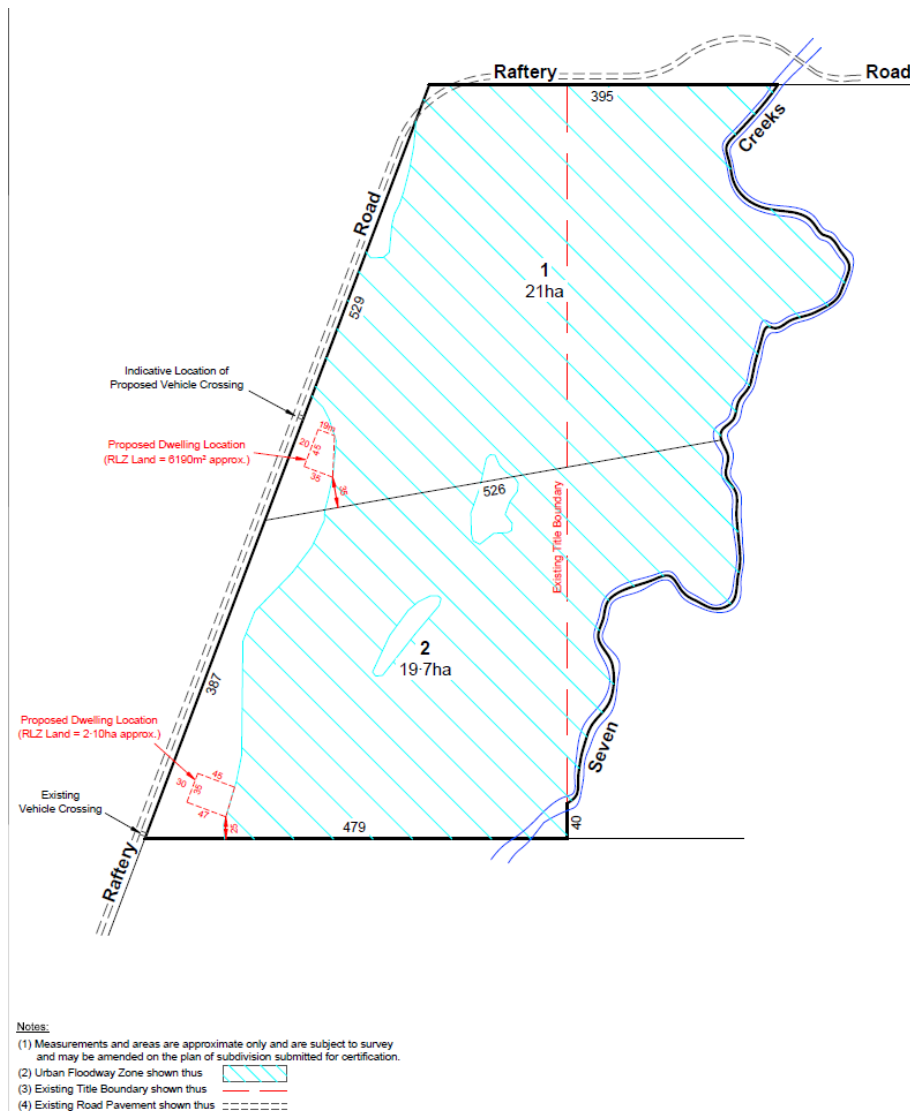 Raftery
Road
395
Creeks
Road
1
21ha
529
Indicative Location of
Proposed Vehicle Crossing
19m
20
45
Proposed Dwelling Location
(RLZ Land = 6190m² approx.)
35
35
526
Existing Title Boundary
2
19·7ha
387
Proposed Dwelling Location
(RLZ Land = 2·10ha approx.)
45
30
35
47
Seven
Existing
Vehicle Crossing
25
479
40
Raftery
Notes:
(1) Measurements and areas are approximate only and are subject to survey
and may be amended on the plan of subdivision submitted for certification.
(2) Urban Floodway Zone shown thus
(3) Existing Title Boundary shown thus
(4) Existing Road Pavement shown thus